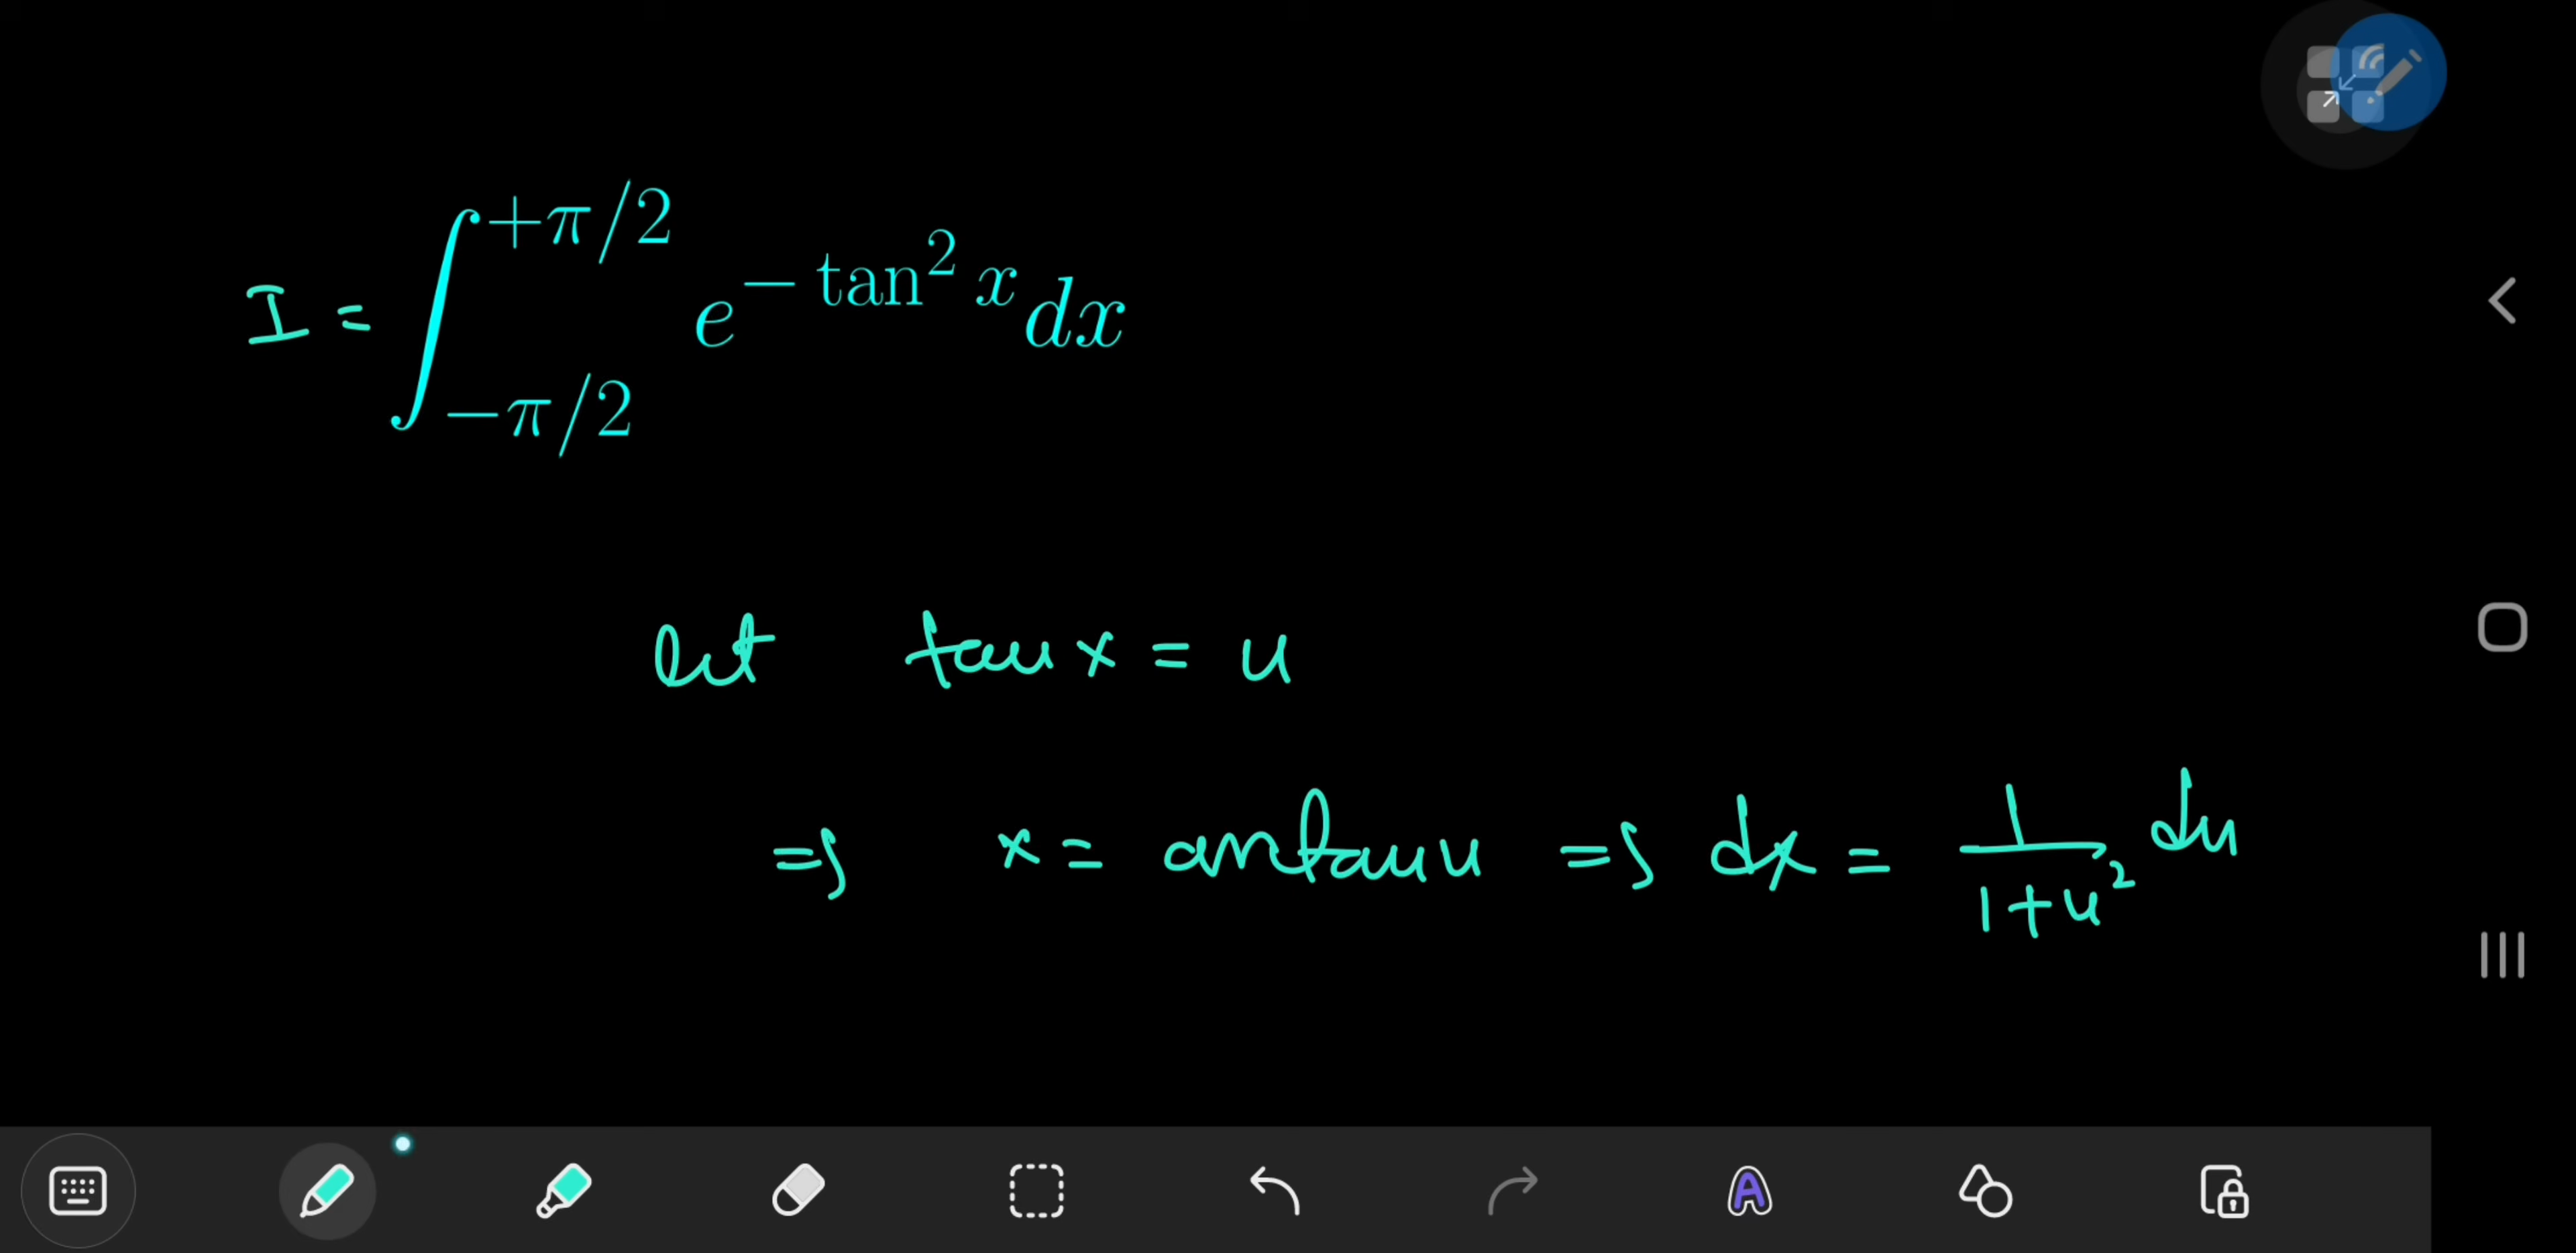 I = ∫_{-π/2}^{+π/2} e^{-tan² x} dx
let tan x = u
⇒ x = arctan u ⇒ dx = 1/(1+u²) du
A